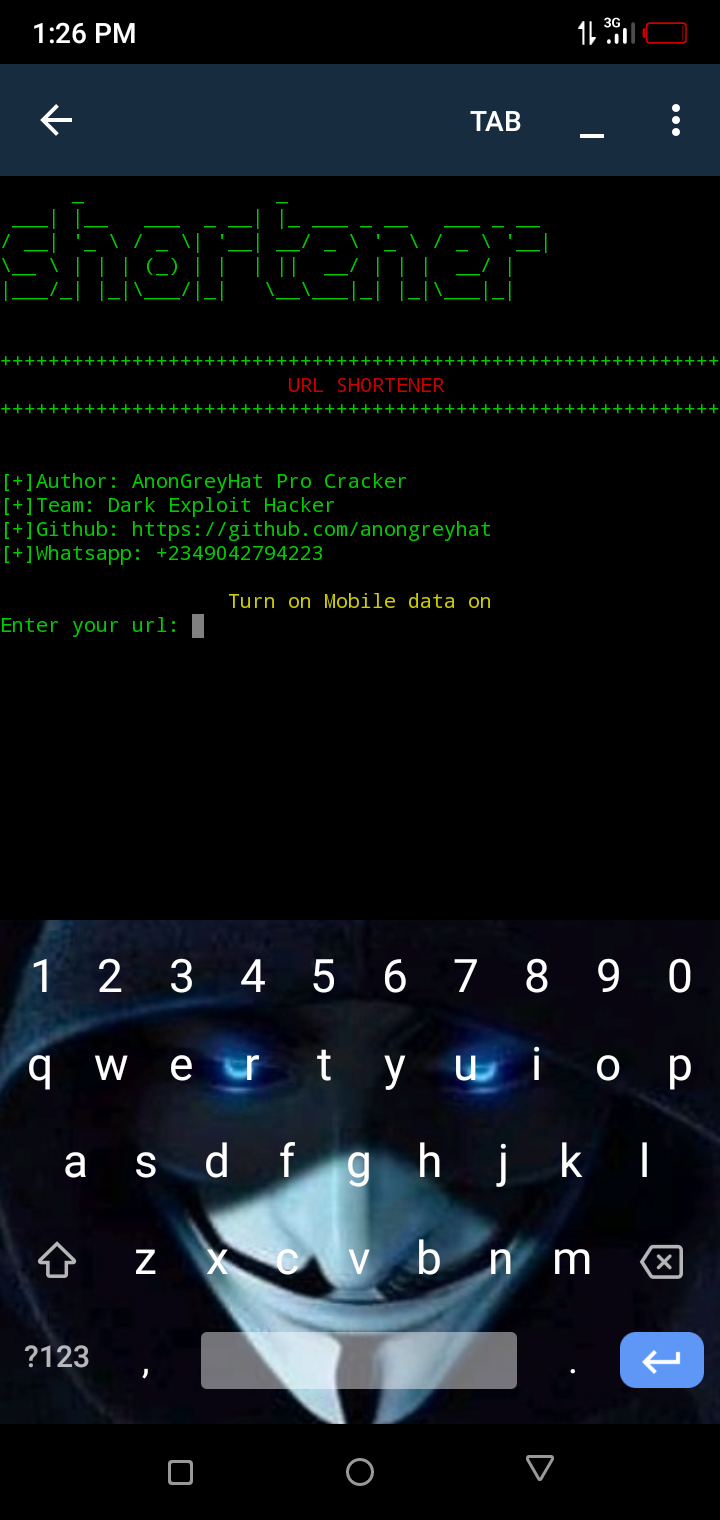 1:26 PM
3G
TAB
shortener
++++++++++++++++++++++++++++++++++++++++++++++++++++++++++++
URL SHORTENER
++++++++++++++++++++++++++++++++++++++++++++++++++++++++++++
[+]Author: AnonGreyHat Pro Cracker
[+]Team: Dark Exploit Hacker
[+]Github: https://github.com/anongreyhat
[+]Whatsapp: +2349042794223
Turn on Mobile data on
Enter your url:
1 2 3 4 5 6 7 8 9 0
q w e r t y u i o p
a s d f g h j k l
z x c v b n m
?123 , .